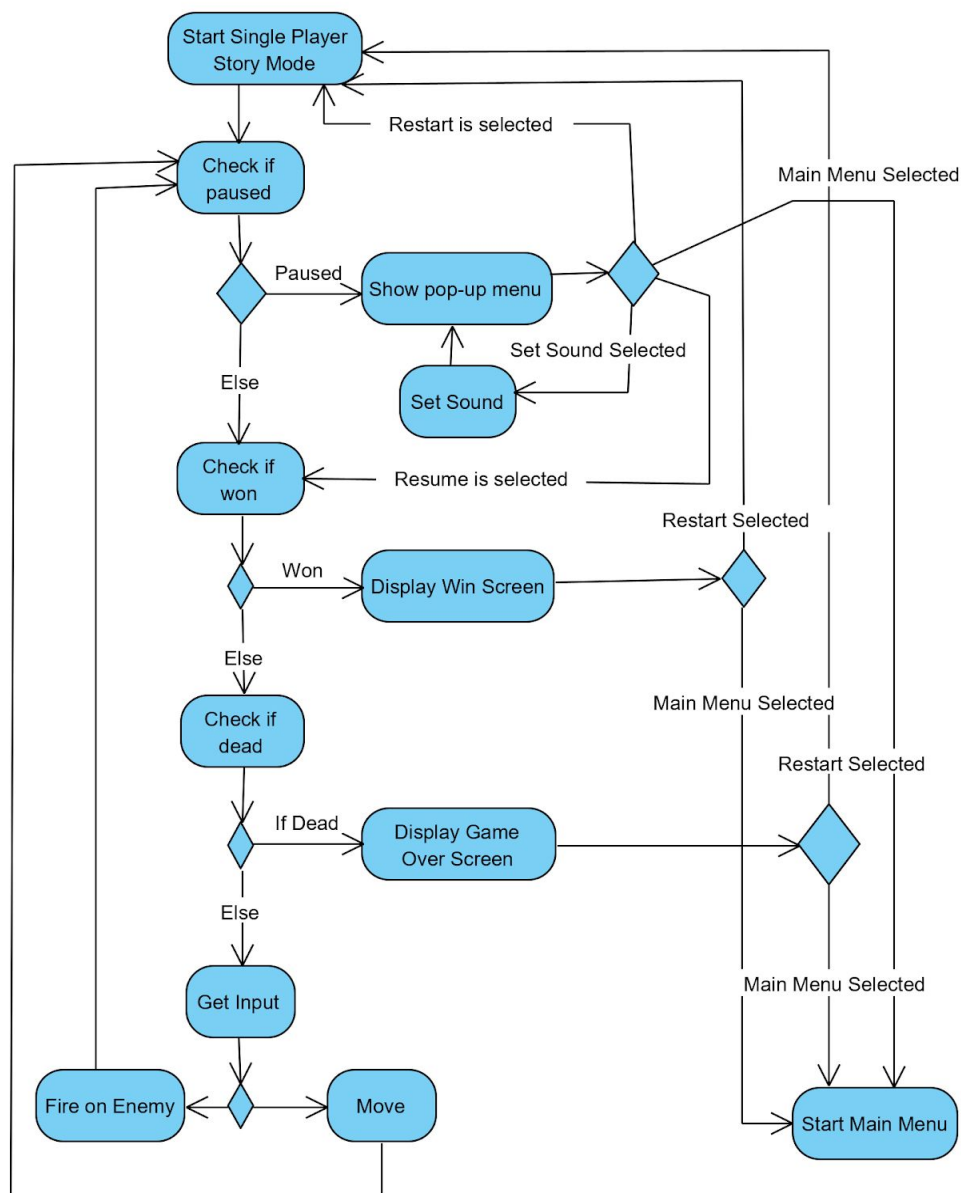 Start Single Player
Story Mode
Restart is selected
Check if
paused
Main Menu Selected
Paused
Show pop-up menu
Set Sound Selected
Else
Set Sound
Check if
won
Resume is selected
Restart Selected
Won
Display Win Screen
Else
Main Menu Selected
Check if
dead
Restart Selected
If Dead
Display Game
Over Screen
Else
Main Menu Selected
Get Input
Fire on Enemy
Move
Start Main Menu